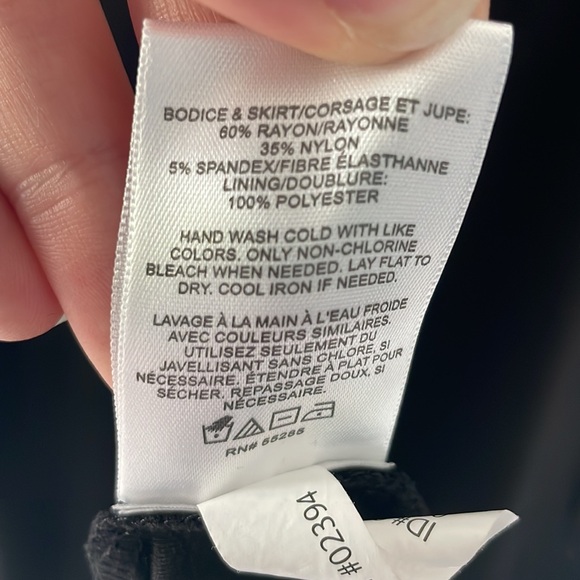 BODICE & SKIRT/CORSAGE ET JUPE:
60% RAYON/RAYONNE
35% NYLON
5% SPANDEX/FIBRE ÉLASTHANNE
LINING/DOUBLURE:
100% POLYESTER
HAND WASH COLD WITH LIKE
COLORS. ONLY NON-CHLORINE
BLEACH WHEN NEEDED. LAY FLAT TO
DRY. COOL IRON IF NEEDED.
LAVAGE À LA MAIN À L'EAU FROIDE
AVEC COULEURS SIMILAIRES.
UTILISEZ SEULEMENT DU
JAVELLISANT SANS CHLORE, SI
NÉCESSAIRE. ÉTENDRE À PLAT POUR
SÉCHER. REPASSAGE DOUX, SI
NÉCESSAIRE.
RN# 55285
#02394
ID#